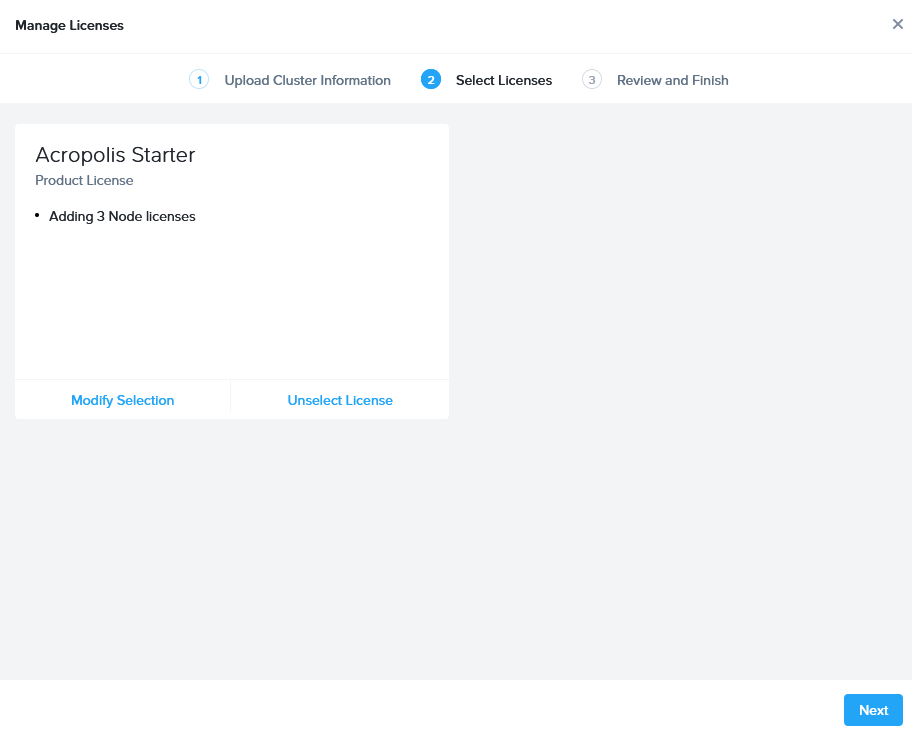 Manage Licenses
1 Upload Cluster Information 2 Select Licenses 3 Review and Finish
Acropolis Starter
Product License
• Adding 3 Node licenses
Modify Selection Unselect License
Next